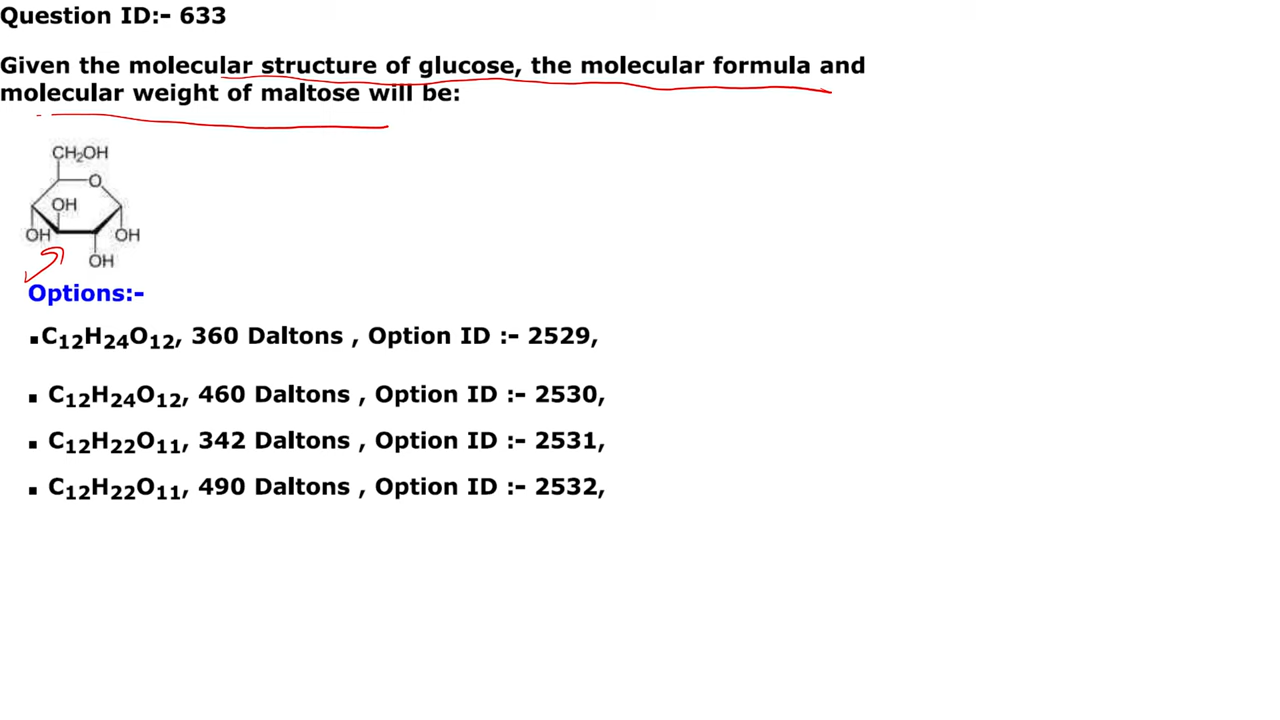 Question ID:- 633
Given the molecular structure of glucose, the molecular formula and
molecular weight of maltose will be:
CH₂OH
O
OH
OH
OH
OH
Options:-
▪C₁₂H₂₄O₁₂, 360 Daltons , Option ID :- 2529,
▪ C₁₂H₂₄O₁₂, 460 Daltons , Option ID :- 2530,
▪ C₁₂H₂₂O₁₁, 342 Daltons , Option ID :- 2531,
▪ C₁₂H₂₂O₁₁, 490 Daltons , Option ID :- 2532,